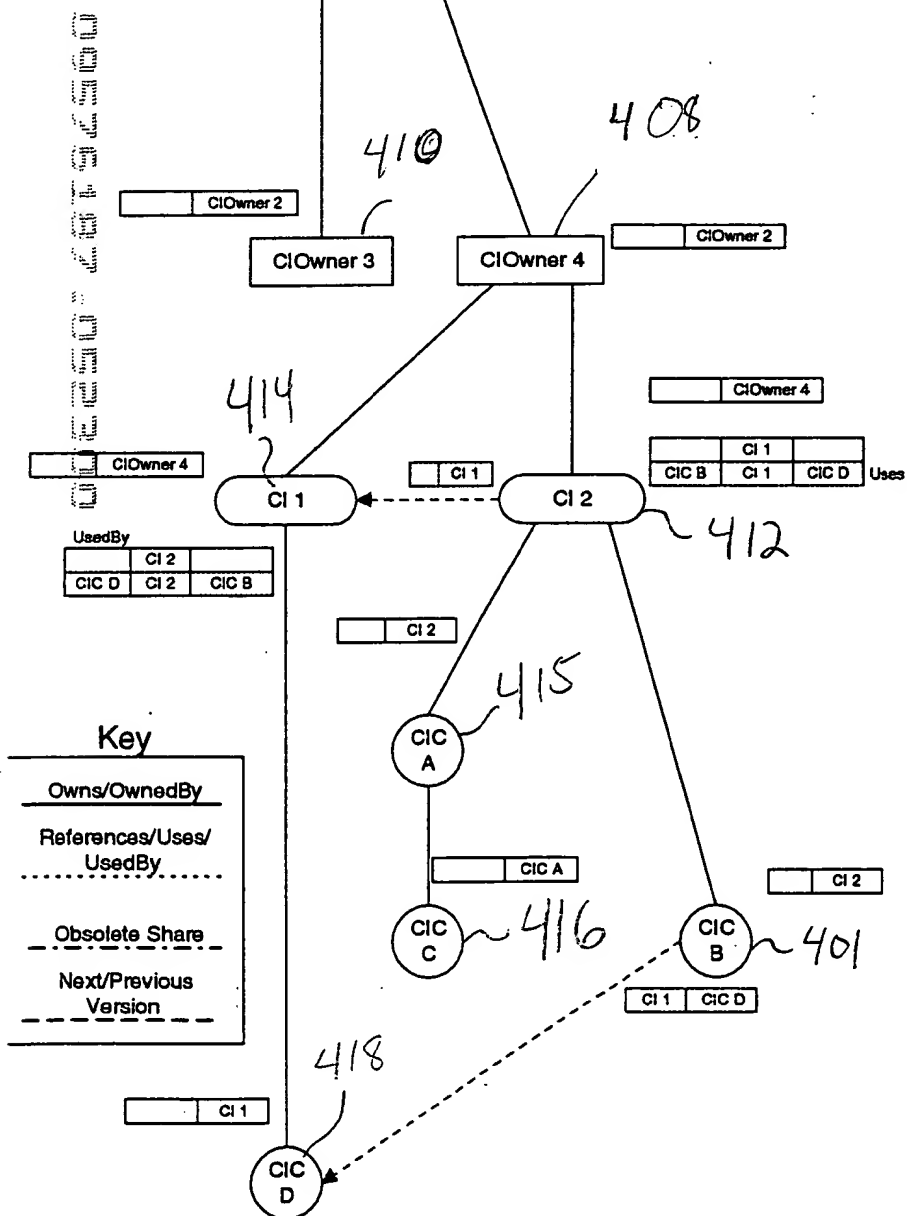 09576187 . 052300
410
408
CIOwner 2
CIOwner 3
CIOwner 4
CIOwner 2
414
CIOwner 4
CI 1
CIC B CI 1 CIC D Uses
CIOwner 4
CI 1
CI 1
CI 2
412
UsedBy
CI 2
CIC D CI 2 CIC B
CI 2
415
CIC
A
Key
Owns/OwnedBy
References/Uses/
UsedBy
Obsolete Share
Next/Previous
Version
CIC A
CI 2
CIC
C
416
CIC
B
401
CI 1 CIC D
418
CI 1
CIC
D